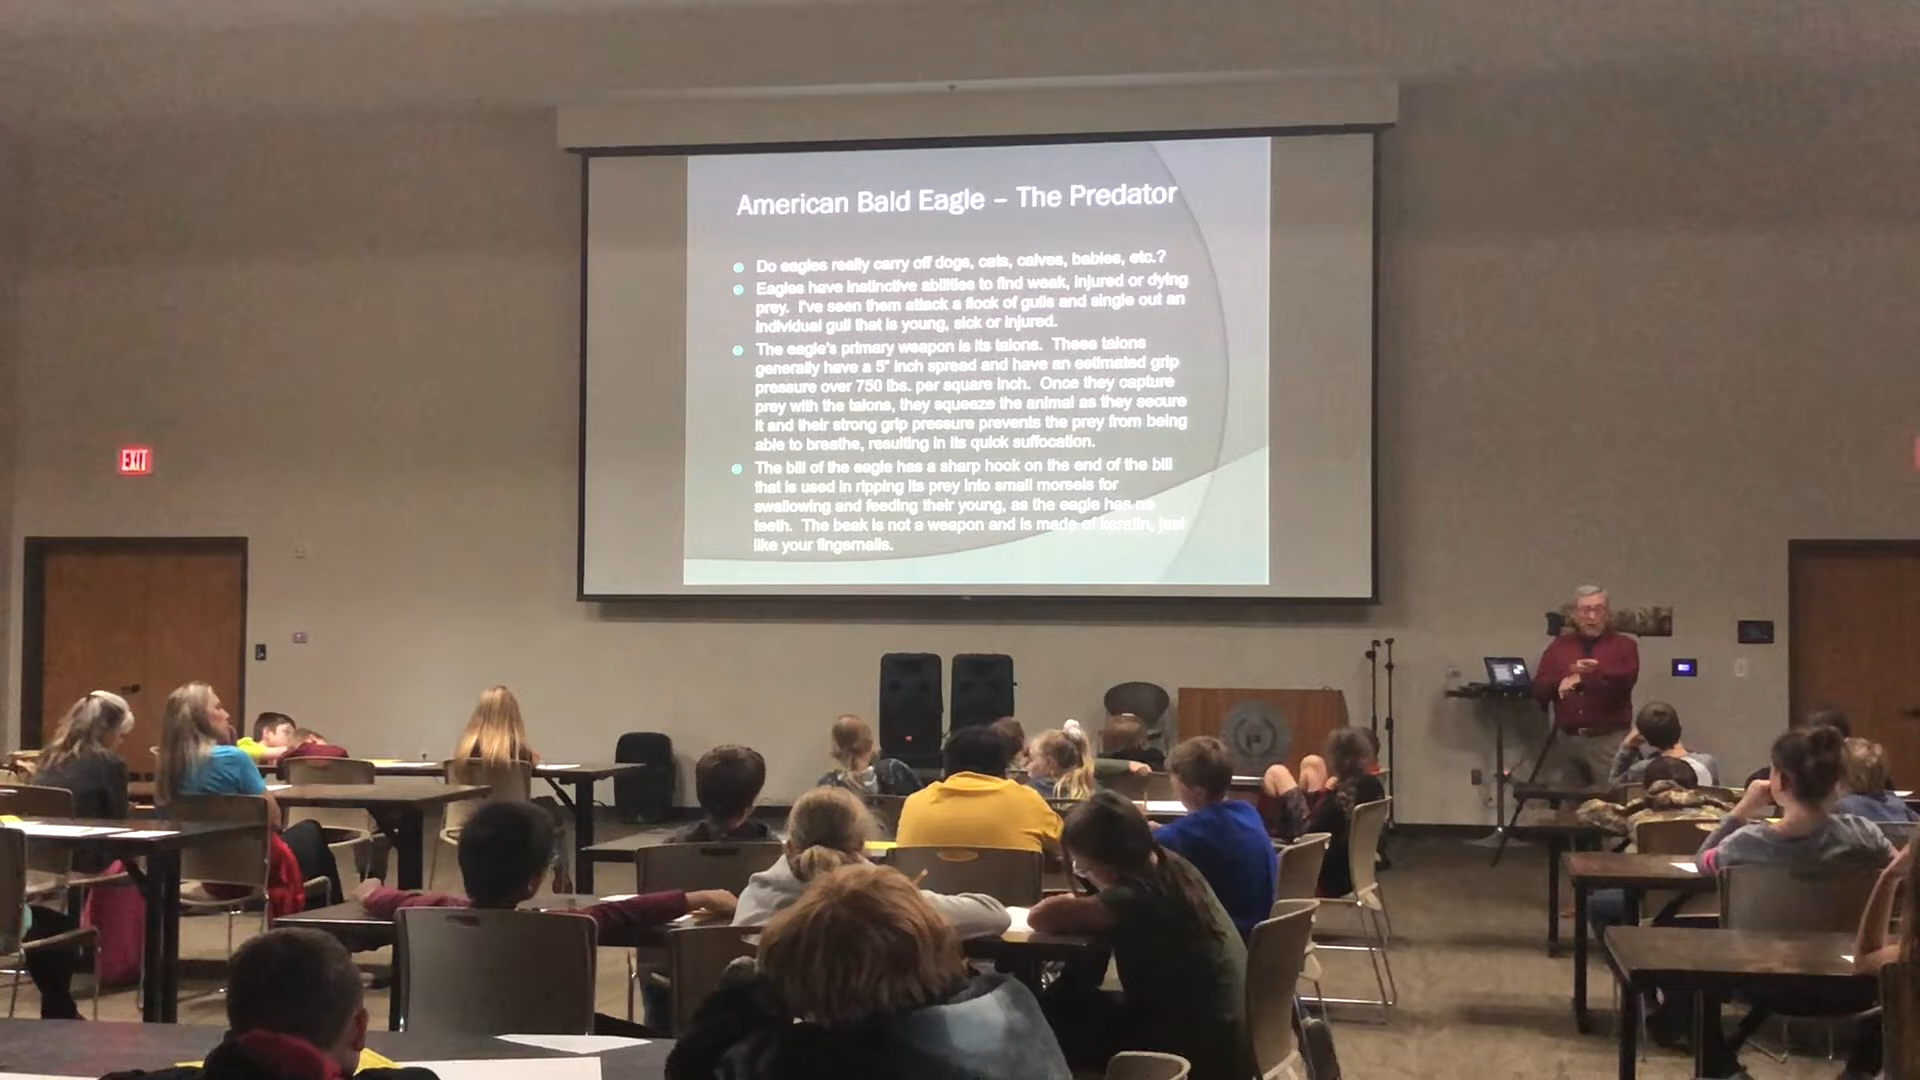 American Bald Eagle – The Predator
Do eagles really carry off dogs, cats, calves, babies, etc.?
Eagles have instinctive abilities to find weak, injured or dying
prey. I've seen them attack a flock of gulls and single out an
individual gull that is young, sick or injured.
The eagle's primary weapon is its talons. These talons
generally have a 5" inch spread and have an estimated grip
pressure over 750 lbs. per square inch. Once they capture
prey with the talons, they squeeze the animal as they secure
it and their strong grip pressure prevents the prey from being
able to breathe, resulting in its quick suffocation.
The bill of the eagle has a sharp hook on the end of the bill
that is used in ripping its prey into small morsels for
swallowing and feeding their young, as the eagle has no
teeth. The beak is not a weapon and is made of keratin, just
like your fingernails.
EXIT